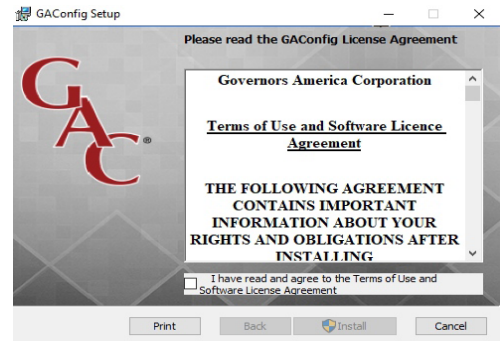 GAConfig Setup
Please read the GAConfig License Agreement
GAC®
Governors America Corporation
Terms of Use and Software Licence
Agreement
THE FOLLOWING AGREEMENT
CONTAINS IMPORTANT
INFORMATION ABOUT YOUR
RIGHTS AND OBLIGATIONS AFTER
INSTALLING
I have read and agree to the Terms of Use and
Software License Agreement
Print Back Install Cancel